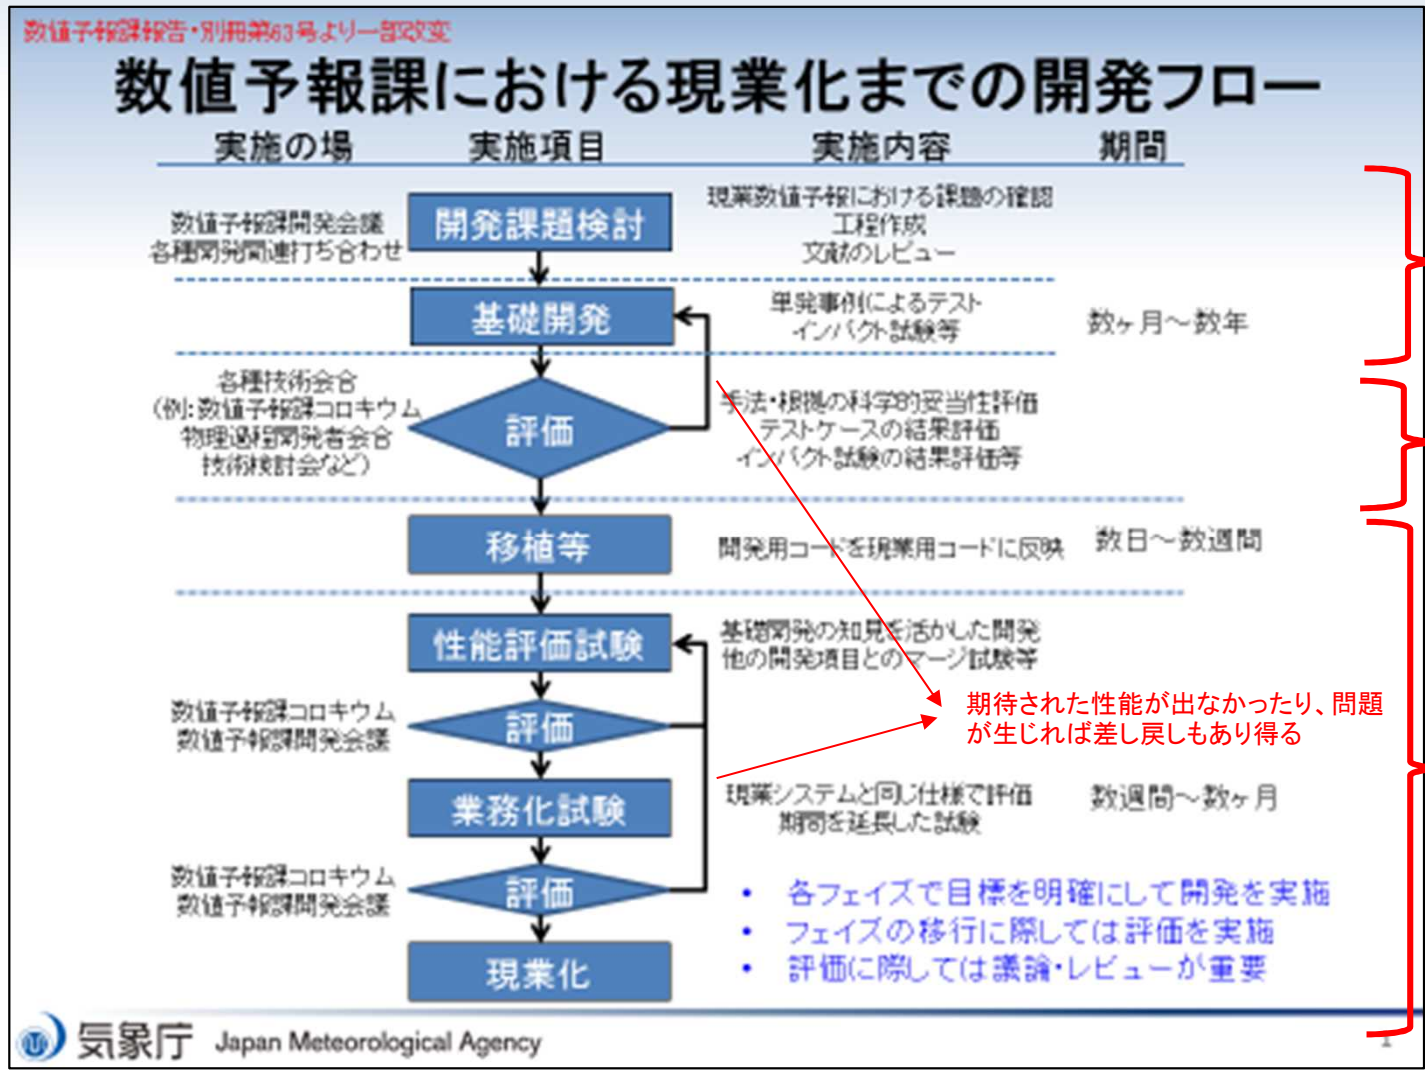 数値予報課報告・別冊第63号より一部改変
数値予報課における現業化までの開発フロー
実施の場
実施項目
実施内容
期間
数値予報課開発会議
各種開発関連打ち合わせ
開発課題検討
現業数値予報における課題の確認
工程作成
文献のレビュー
基礎開発
単発事例によるテスト
インパクト試験等
数ヶ月～数年
各種技術会合
（例：数値予報課コロキウム
物理過程開発者会合
技術検討会など）
評価
手法・根拠の科学的妥当性評価
テストケースの結果評価
インパクト試験の結果評価等
移植等
開発用コードを現業用コードに反映
数日～数週間
性能評価試験
基礎開発の知見を活かした開発
他の開発項目とのマージ試験等
数値予報課コロキウム
数値予報課開発会議
評価
期待された性能が出なかったり、問題
が生じれば差し戻しもあり得る
業務化試験
現業システムと同じ仕様で評価
期間を延長した試験
数週間～数ヶ月
数値予報課コロキウム
数値予報課開発会議
評価
現業化
• 各フェイズで目標を明確にして開発を実施
• フェイズの移行に際しては評価を実施
• 評価に際しては議論・レビューが重要
気象庁 Japan Meteorological Agency
1